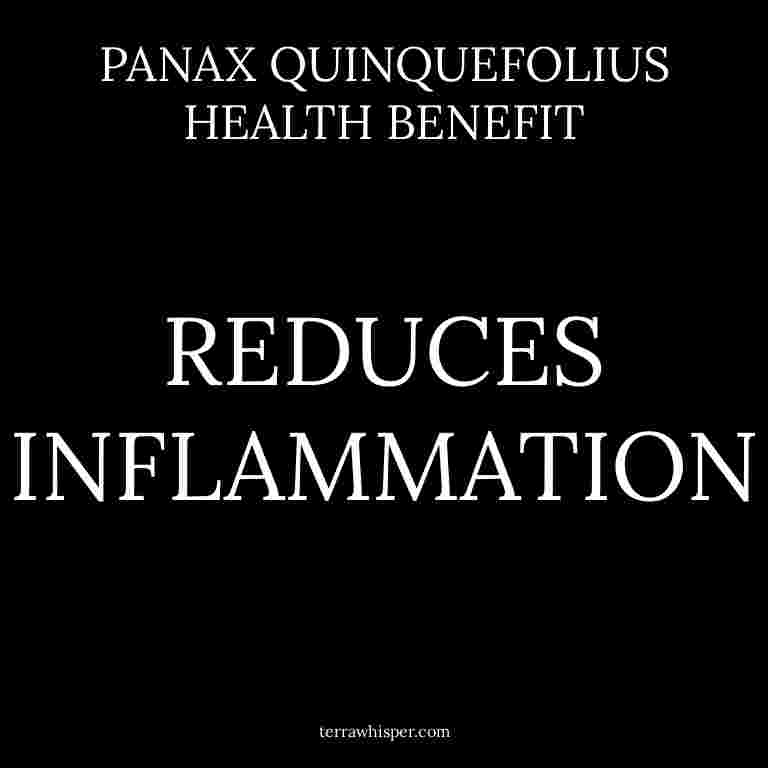 PANAX QUINQUEFOLIUS
HEALTH BENEFIT
REDUCES
INFLAMMATION
terrawhisper.com